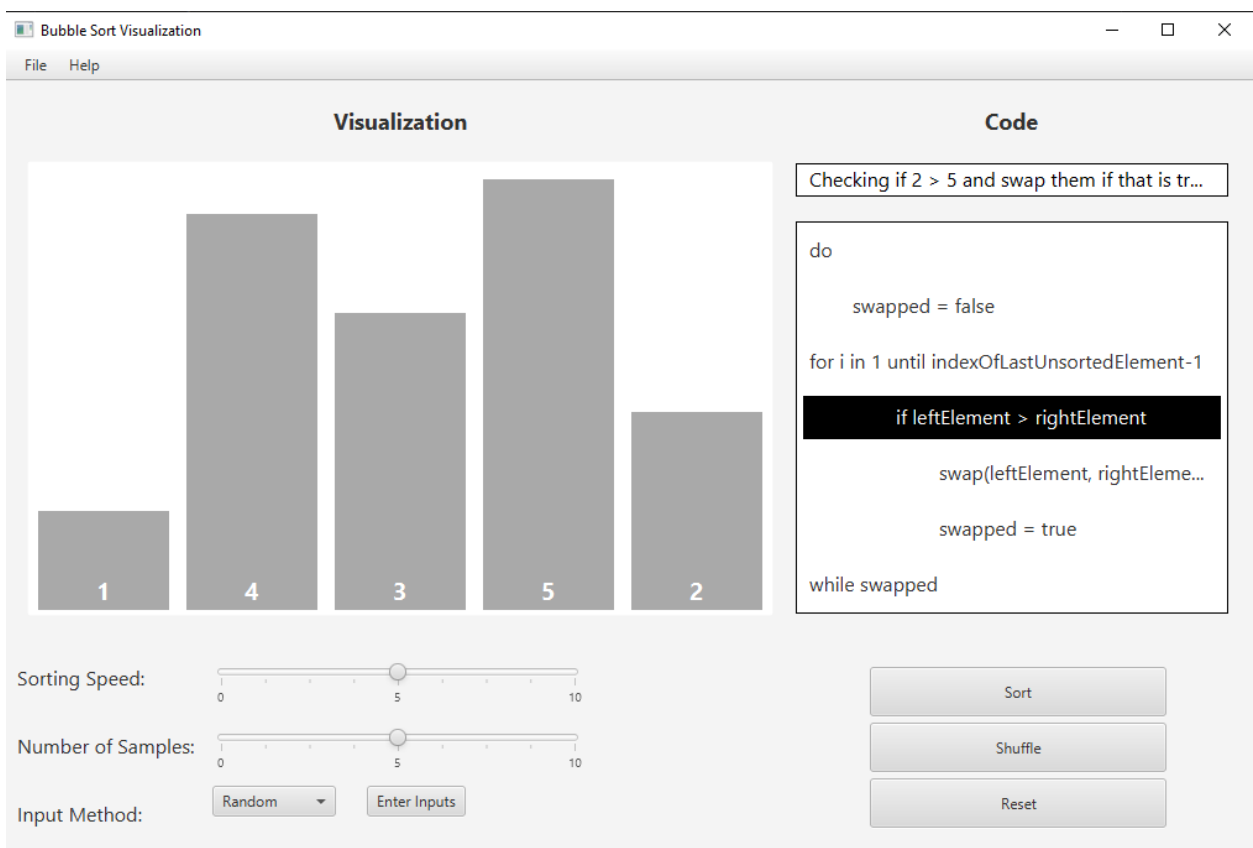 Bubble Sort Visualization
File Help
Visualization
Code
Checking if 2 > 5 and swap them if that is tr...
do
swapped = false
for i in 1 until indexOfLastUnsortedElement-1
if leftElement > rightElement
swap(leftElement, rightEleme...
swapped = true
while swapped
1 4 3 5 2
Sorting Speed:
0 5 10
Number of Samples:
0 5 10
Input Method:
Random
Enter Inputs
Sort
Shuffle
Reset